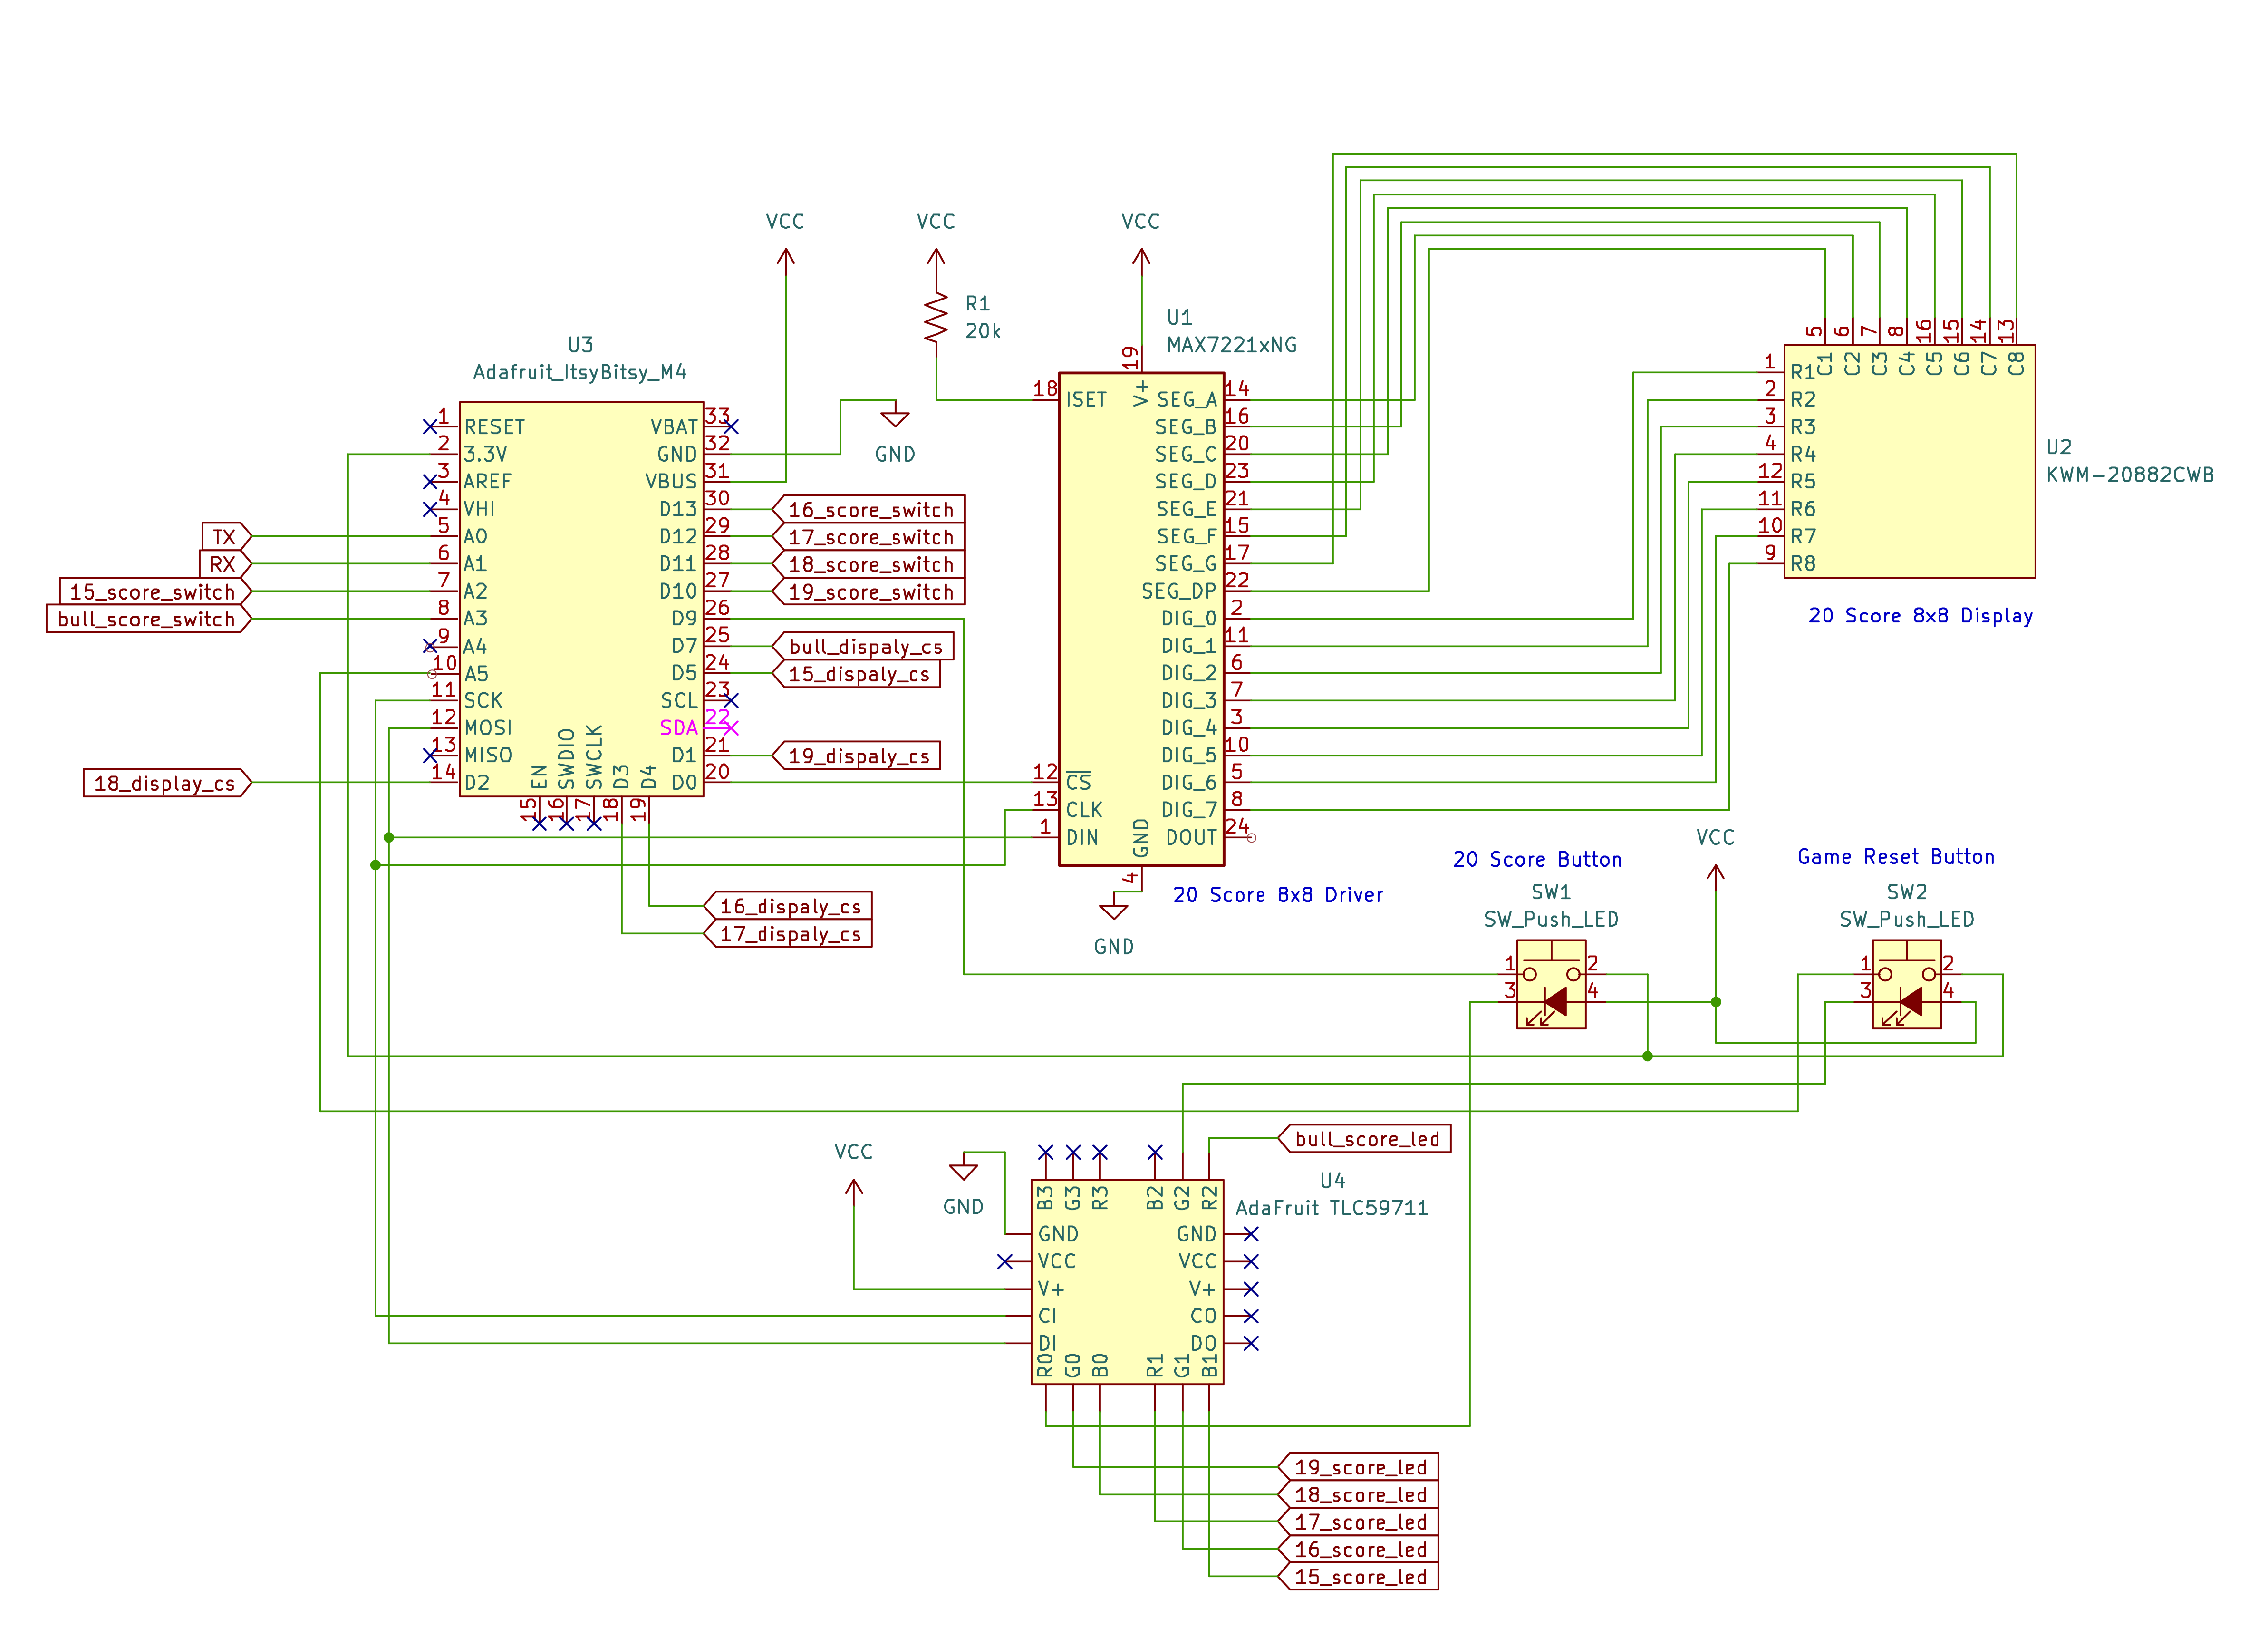 VCC
VCC
VCC
R1
20k
U1
MAX7221xNG
U3
Adafruit_ItsyBitsy_M4
1 RESET
2 3.3V
3 AREF
4 VHI
5 A0
6 A1
7 A2
8 A3
9 A4
10 A5
11 SCK
12 MOSI
13 MISO
14 D2
15 EN
16 SWDIO
17 SWCLK
18 D3
19 D4
VBAT 33
GND 32
VBUS 31
D13 30
D12 29
D11 28
D10 27
D9 26
D7 25
D5 24
SCL 23
SDA 22
D1 21
D0 20
TX
RX
15_score_switch
bull_score_switch
18_display_cs
16_score_switch
17_score_switch
18_score_switch
19_score_switch
bull_dispaly_cs
15_dispaly_cs
19_dispaly_cs
16_dispaly_cs
17_dispaly_cs
GND
18 ISET
19 V+
12 CS
13 CLK
1 DIN
4 GND
SEG_A 14
SEG_B 16
SEG_C 20
SEG_D 23
SEG_E 21
SEG_F 15
SEG_G 17
SEG_DP 22
DIG_0 2
DIG_1 11
DIG_2 6
DIG_3 7
DIG_4 3
DIG_5 10
DIG_6 5
DIG_7 8
DOUT 24
GND
20 Score 8x8 Driver
5 C1
6 C2
7 C3
8 C4
16 C5
15 C6
14 C7
13 C8
1 R1
2 R2
3 R3
4 R4
12 R5
11 R6
10 R7
9 R8
U2
KWM-20882CWB
20 Score 8x8 Display
VCC
20 Score Button
SW1
SW_Push_LED
1 2
3 4
Game Reset Button
SW2
SW_Push_LED
1 2
3 4
VCC
GND
bull_score_led
U4
AdaFruit TLC59711
B3
G3
R3
B2
G2
R2
GND
VCC
V+
CI
DI
GND
VCC
V+
CO
DO
R0
G0
B0
R1
G1
B1
19_score_led
18_score_led
17_score_led
16_score_led
15_score_led